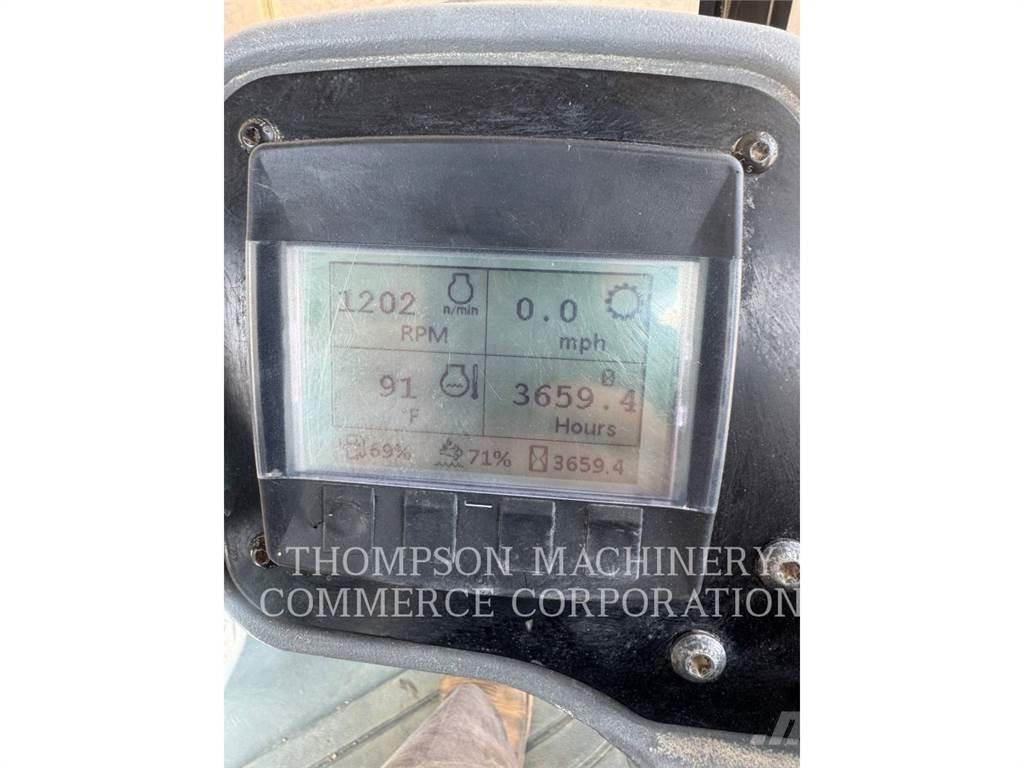 1202 n/min
RPM
0.0
mph
91
°F
3659.4
Hours
69% 71% 3659.4
THOMPSON MACHINERY
COMMERCE CORPORATION